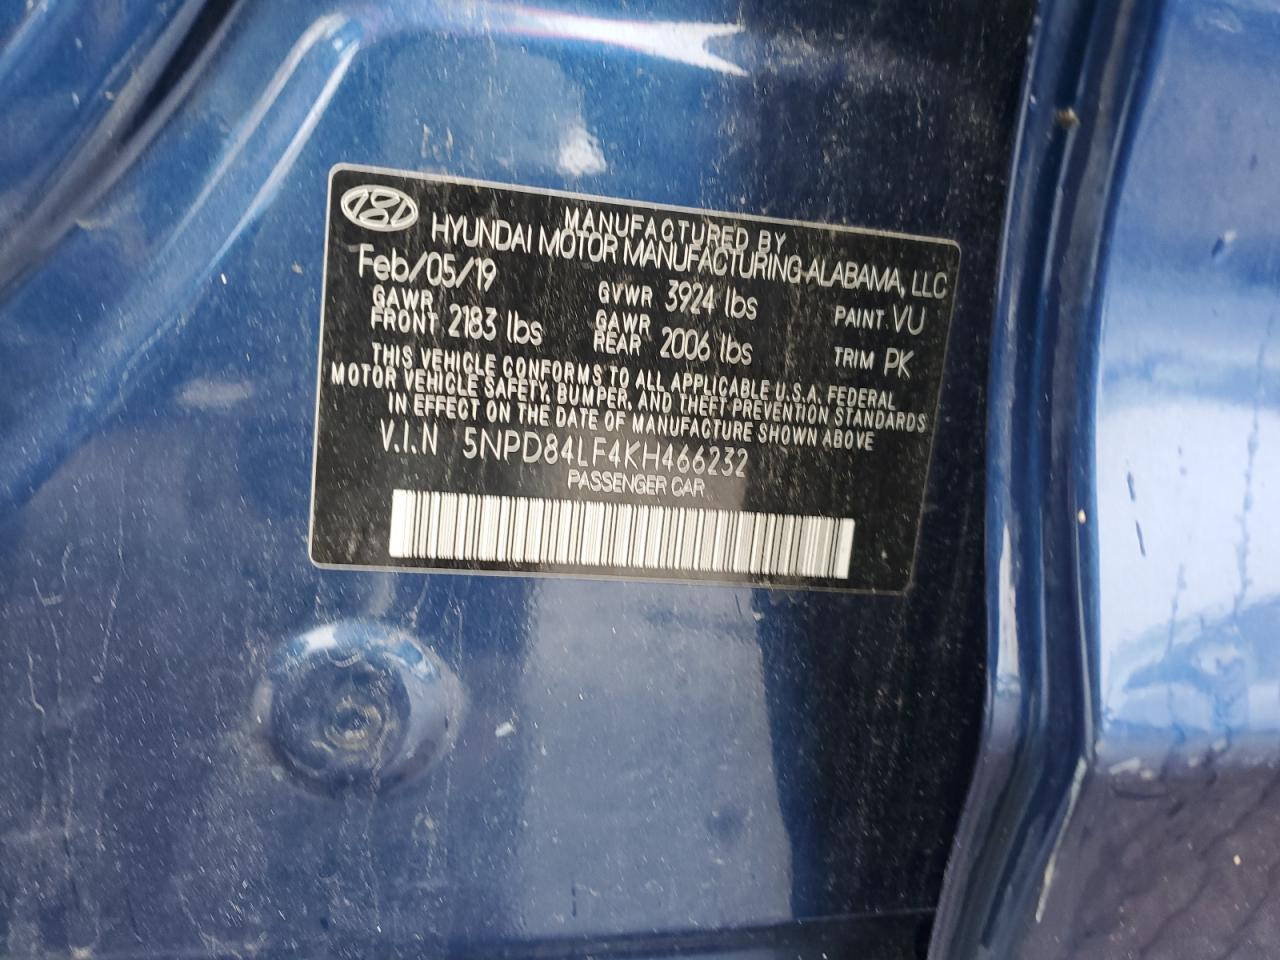 MANUFACTURED BY
HYUNDAI MOTOR MANUFACTURING ALABAMA, LLC
Feb/05/19
GVWR 3924 lbs
PAINT VU
GAWR FRONT 2183 lbs
GAWR REAR 2006 lbs
TRIM PK
THIS VEHICLE CONFORMS TO ALL APPLICABLE U.S.A. FEDERAL
MOTOR VEHICLE SAFETY, BUMPER, AND THEFT PREVENTION STANDARDS
IN EFFECT ON THE DATE OF MANUFACTURE SHOWN ABOVE
V.I.N 5NPD84LF4KH466232
PASSENGER CAR